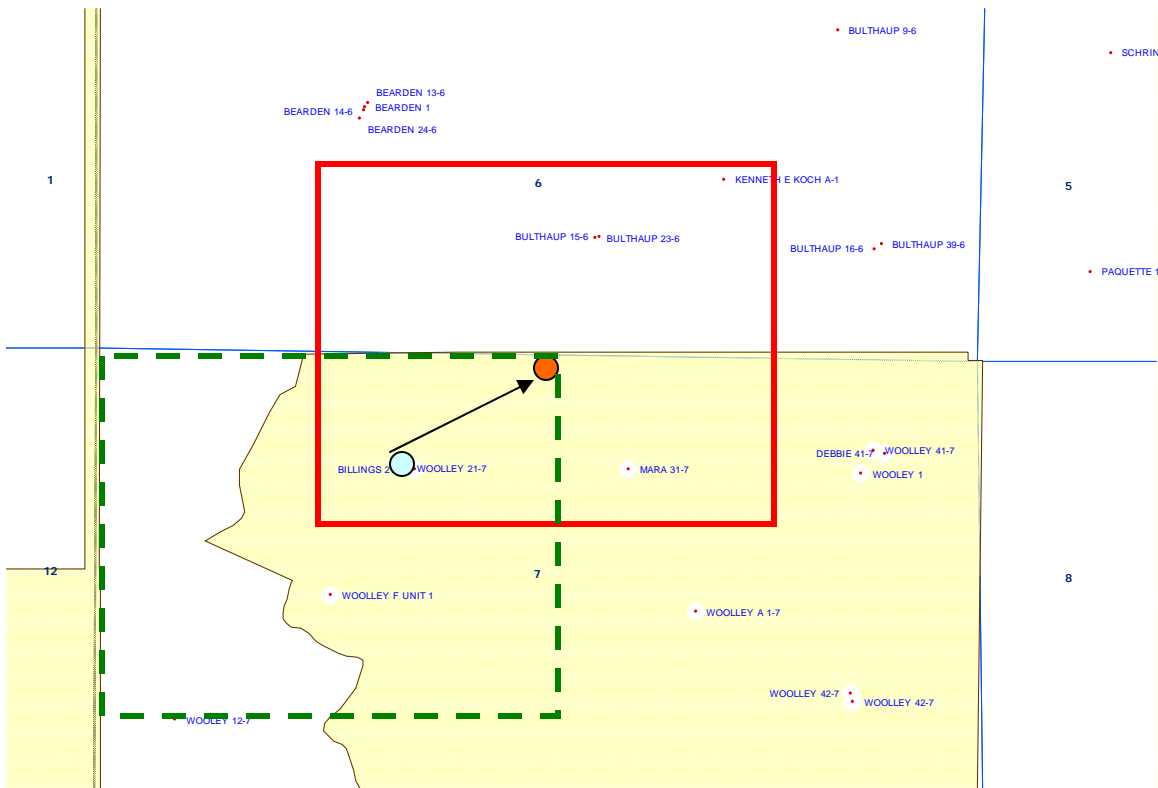 BULTHAUP 9-6
SCHRIN
BEARDEN 13-6
BEARDEN 14-6
BEARDEN 1
BEARDEN 24-6
1
6
KENNETH E KOCH A-1
5
BULTHAUP 15-6
BULTHAUP 23-6
BULTHAUP 16-6
BULTHAUP 39-6
PAQUETTE 1
BILLINGS 2
WOOLLEY 21-7
MARA 31-7
DEBBIE 41-7
WOOLLEY 41-7
WOOLEY 1
12
7
8
WOOLLEY F UNIT 1
WOOLLEY A 1-7
WOOLLEY 42-7
WOOLLEY 42-7
WOOLEY 12-7